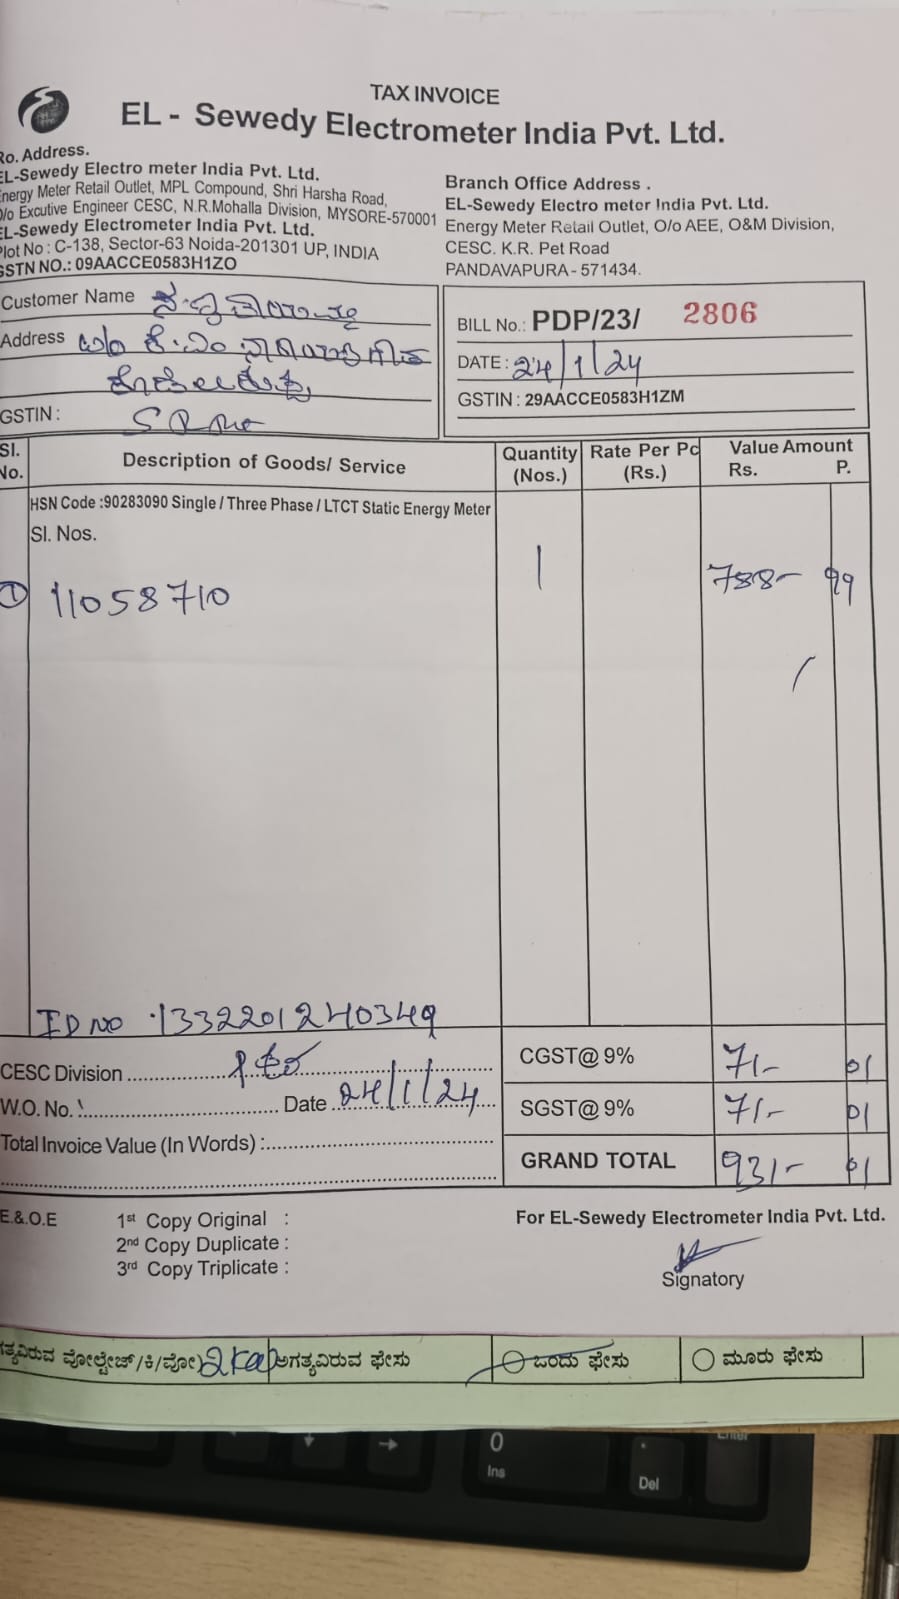 TAX INVOICE
EL - Sewedy Electrometer India Pvt. Ltd.
Ro. Address.
EL-Sewedy Electro meter India Pvt. Ltd.
Energy Meter Retail Outlet, MPL Compound, Shri Harsha Road,
O/o Excutive Engineer CESC, N.R.Mohalla Division, MYSORE-570001
EL-Sewedy Electrometer India Pvt. Ltd.
Plot No : C-138, Sector-63 Noida-201301 UP, INDIA
GSTN NO.: 09AACCE0583H1ZO
Branch Office Address .
EL-Sewedy Electro meter India Pvt. Ltd.
Energy Meter Retail Outlet, O/o AEE, O&M Division,
CESC. K.R. Pet Road
PANDAVAPURA - 571434.
Customer Name
Address
GSTIN :
BILL No.: PDP/23/ 2806
DATE : 24/1/24
GSTIN : 29AACCE0583H1ZM
Sl. No. Description of Goods/ Service Quantity (Nos.) Rate Per Pc (Rs.) Value Amount Rs. P.
HSN Code :90283090 Single / Three Phase / LTCT Static Energy Meter
Sl. Nos.
1 11058710 1 788- 99
ID NO . 1332201240349
CESC Division
W.O. No. Date 24/1/24
Total Invoice Value (In Words) :
CGST@ 9% 71- 01
SGST@ 9% 71- 01
GRAND TOTAL 931- 01
E.&.O.E
1st Copy Original :
2nd Copy Duplicate :
3rd Copy Triplicate :
For EL-Sewedy Electrometer India Pvt. Ltd.
Signatory
ವೋಲ್ಟೇಜ್/ಕಿ/ವೋ) ಅಗತ್ಯವಿರುವ ಫೇಸು ಒಂದು ಫೇಸು ಮೂರು ಫೇಸು
0
Ins
Del
Enter